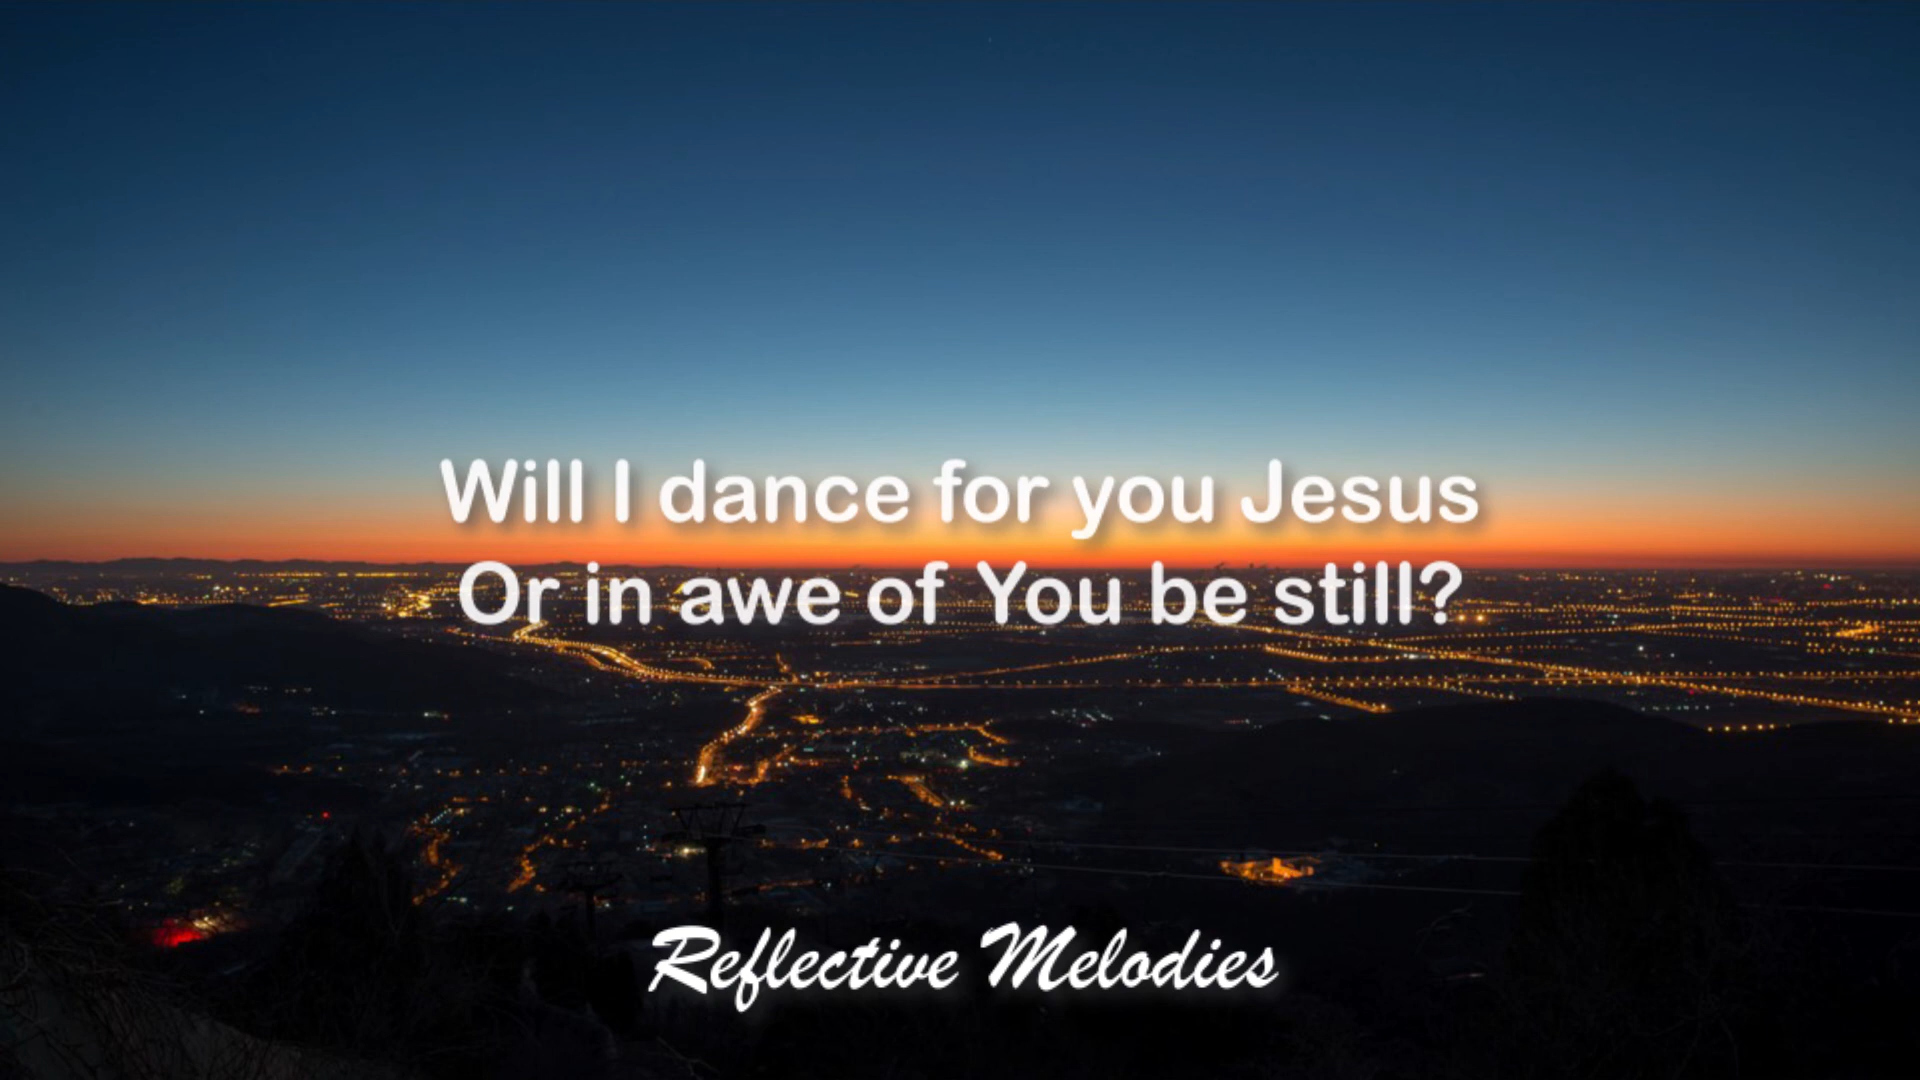 Will I dance for you Jesus
Or in awe of You be still?
Reflective Melodies